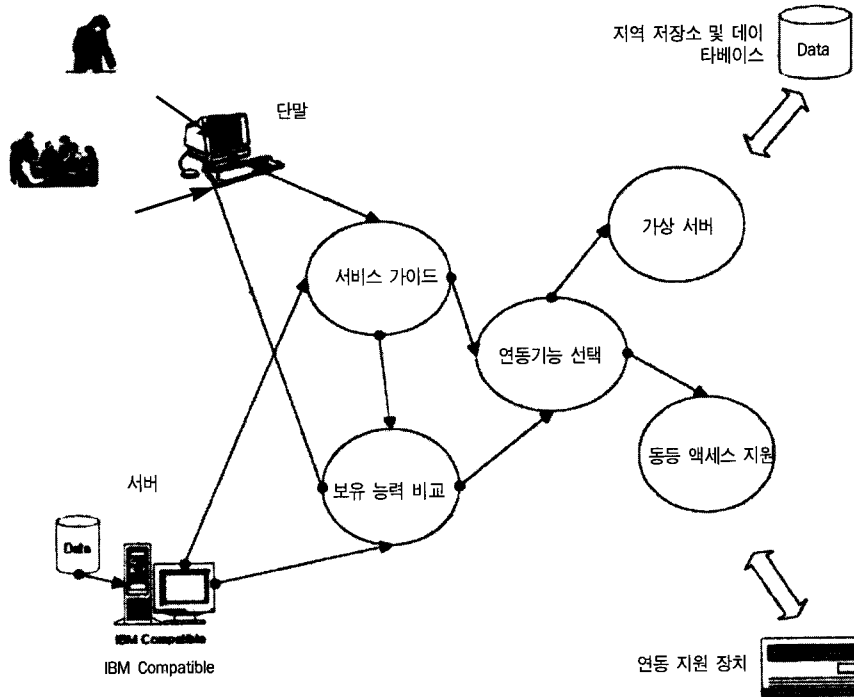 지역 저장소 및 데이
타베이스
Data
단말
가상 서버
서비스 가이드
연동기능 선택
동등 액세스 지원
보유 능력 비교
서버
Data
IBM Compatible
IBM Compatible
연동 지원 장치